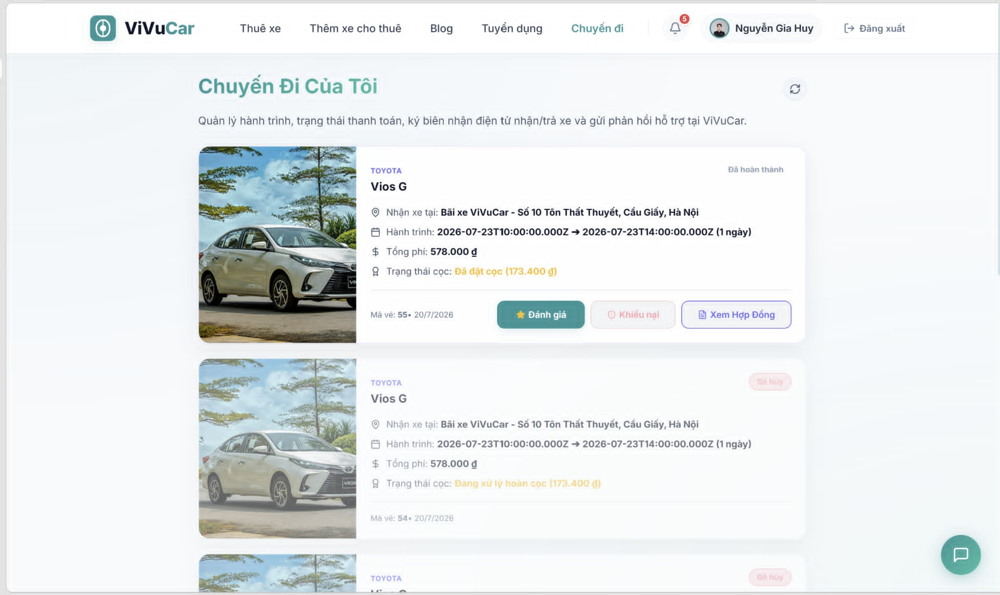 ViVuCar
Thuê xe
Thêm xe cho thuê
Blog
Tuyển dụng
Chuyến đi
5
Nguyễn Gia Huy
Đăng xuất
Chuyến Đi Của Tôi
Quản lý hành trình, trạng thái thanh toán, ký biên nhận điện tử nhận/trả xe và gửi phản hồi hỗ trợ tại ViVuCar.
TOYOTA
Đã hoàn thành
Vios G
Nhận xe tại: Bãi xe ViVuCar - Số 10 Tôn Thất Thuyết, Cầu Giấy, Hà Nội
Hành trình: 2026-07-23T10:00:00.000Z ➔ 2026-07-23T14:00:00.000Z (1 ngày)
Tổng phí: 578.000 ₫
Trạng thái cọc: Đã đặt cọc (173.400 ₫)
Mã vé: 55• 20/7/2026
Đánh giá
Khiếu nại
Xem Hợp Đồng
TOYOTA
Đã hủy
Vios G
Nhận xe tại: Bãi xe ViVuCar - Số 10 Tôn Thất Thuyết, Cầu Giấy, Hà Nội
Hành trình: 2026-07-23T10:00:00.000Z ➔ 2026-07-23T14:00:00.000Z (1 ngày)
Tổng phí: 578.000 ₫
Trạng thái cọc: Đang xử lý hoàn cọc (173.400 ₫)
Mã vé: 54• 20/7/2026
TOYOTA
Đã hủy